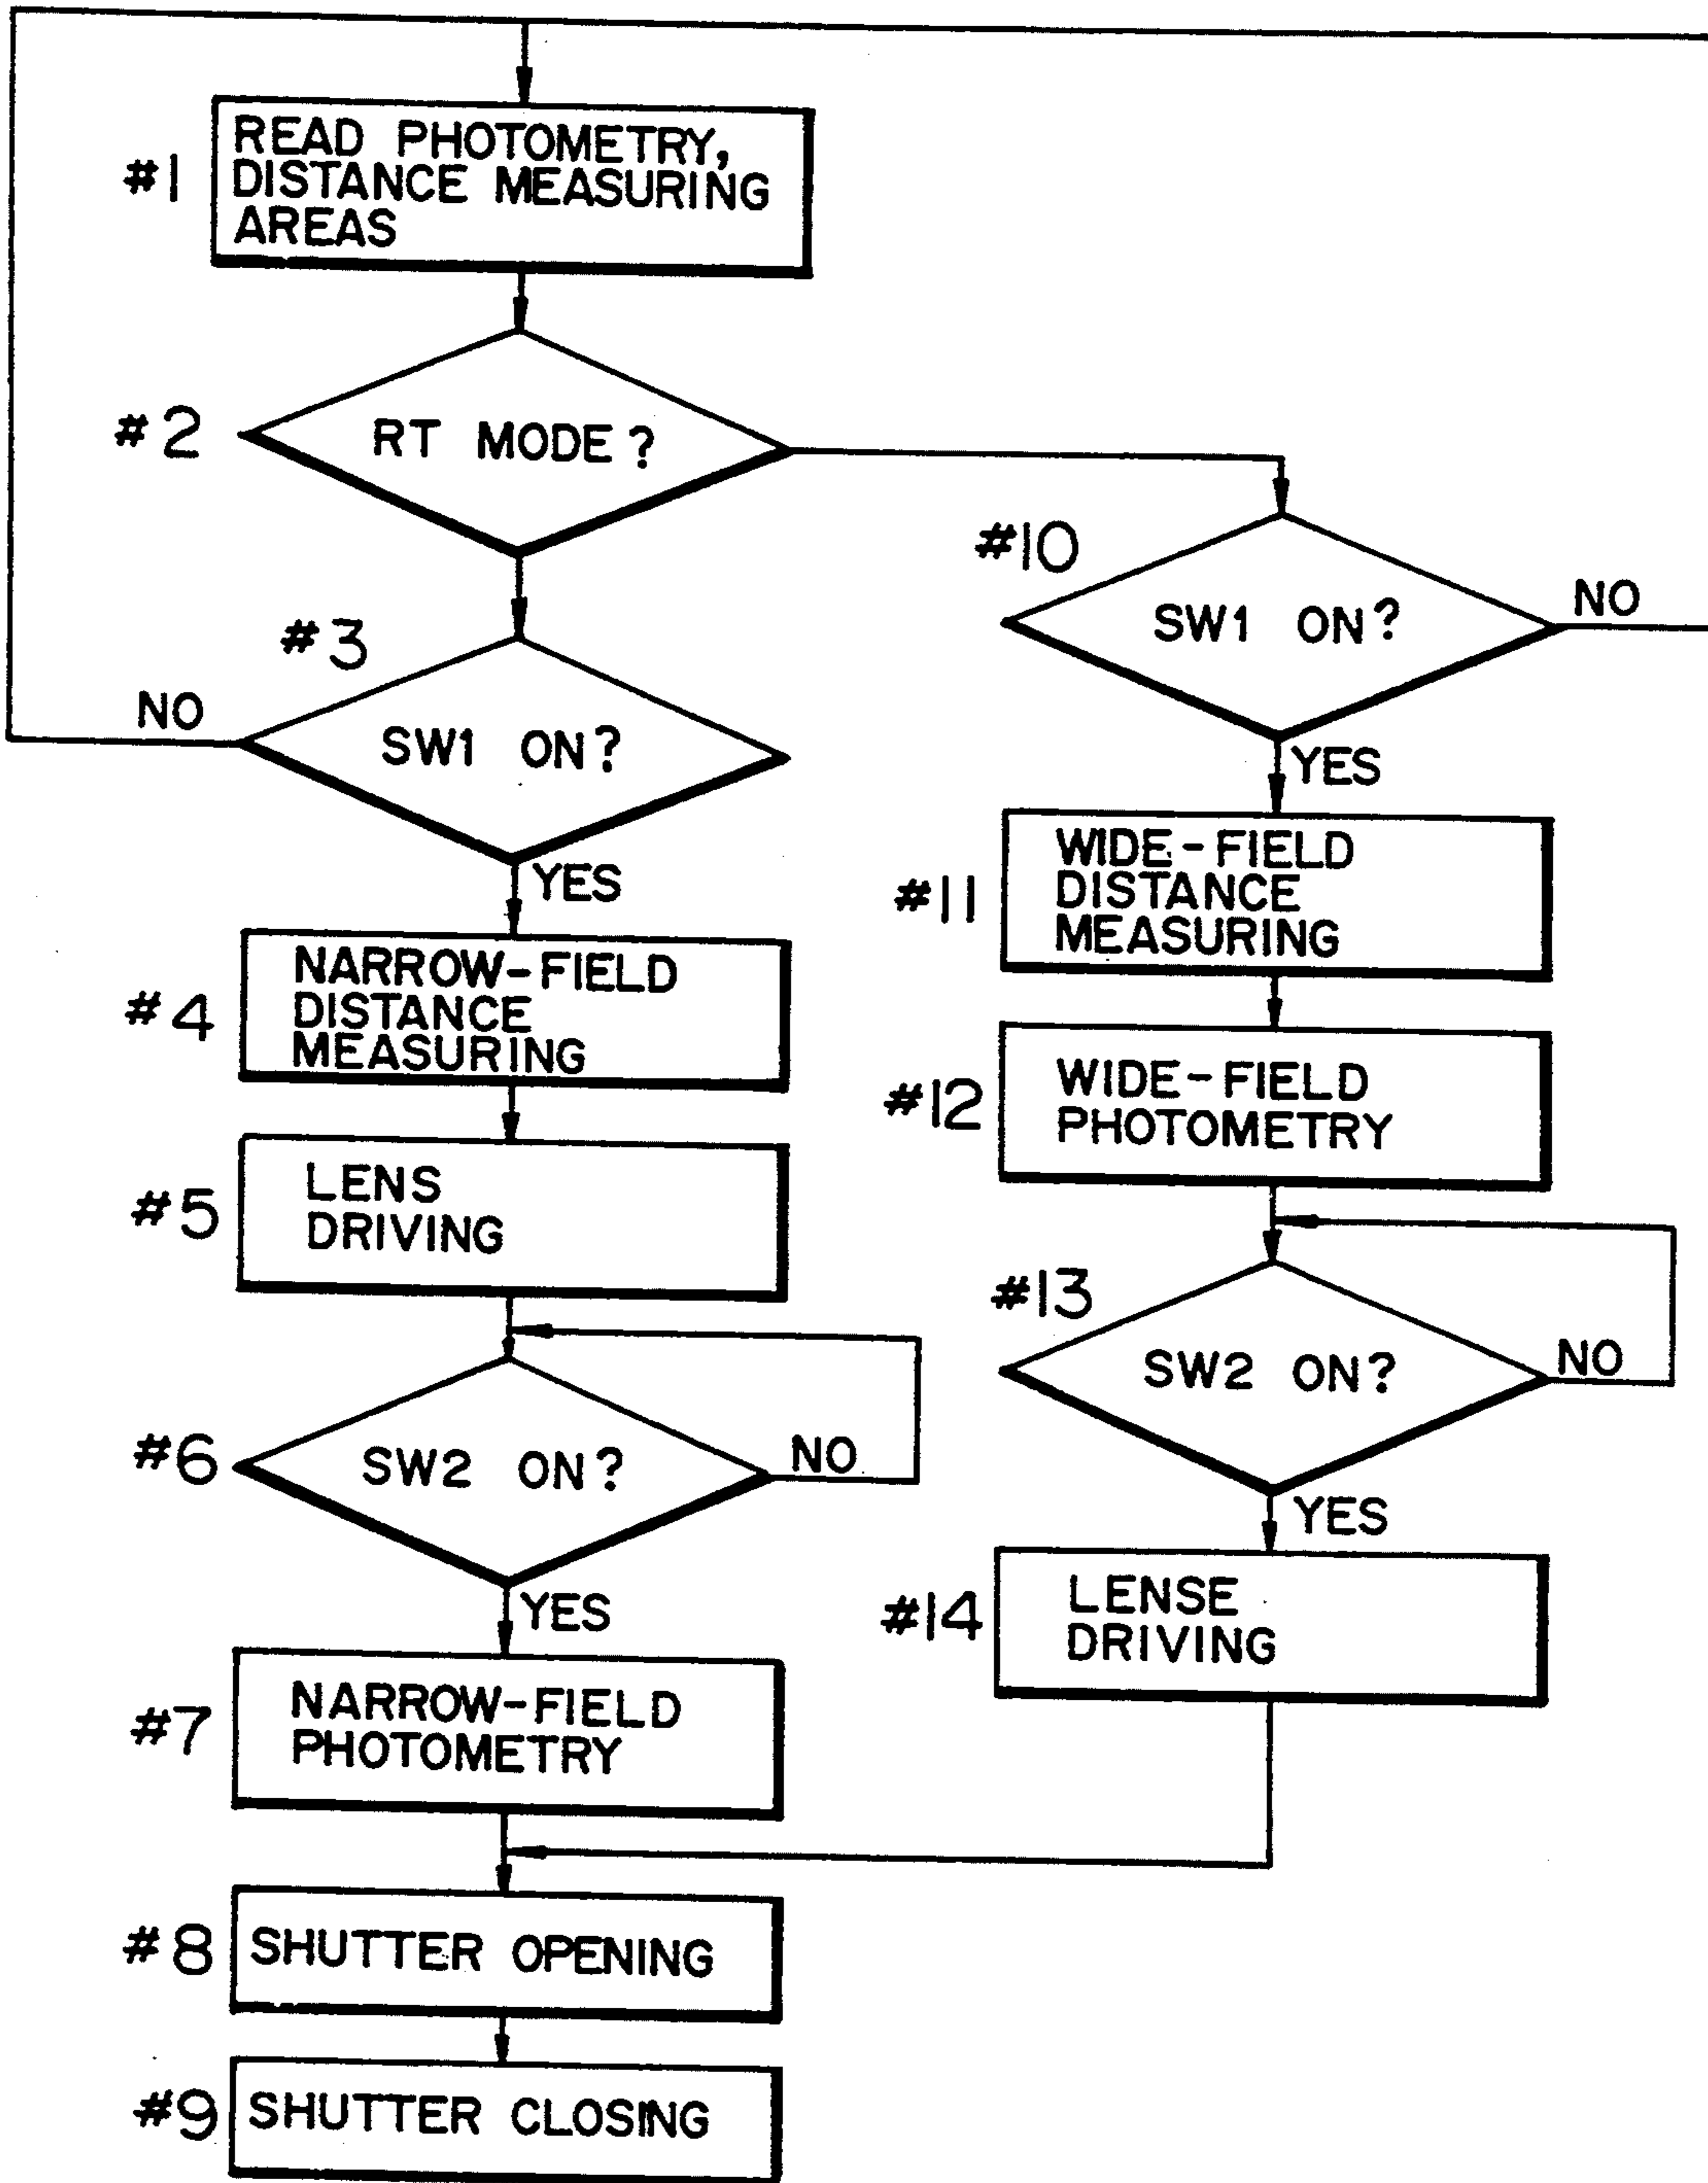 #1
READ PHOTOMETRY,
DISTANCE MEASURING
AREAS
#2
RT MODE?
#3
SW1 ON?
NO
YES
#4
NARROW-FIELD
DISTANCE
MEASURING
#5
LENS
DRIVING
#6
SW2 ON?
NO
YES
#7
NARROW-FIELD
PHOTOMETRY
#8
SHUTTER OPENING
#9
SHUTTER CLOSING
#10
SW1 ON?
NO
YES
#11
WIDE-FIELD
DISTANCE
MEASURING
#12
WIDE-FIELD
PHOTOMETRY
#13
SW2 ON?
NO
YES
#14
LENSE
DRIVING